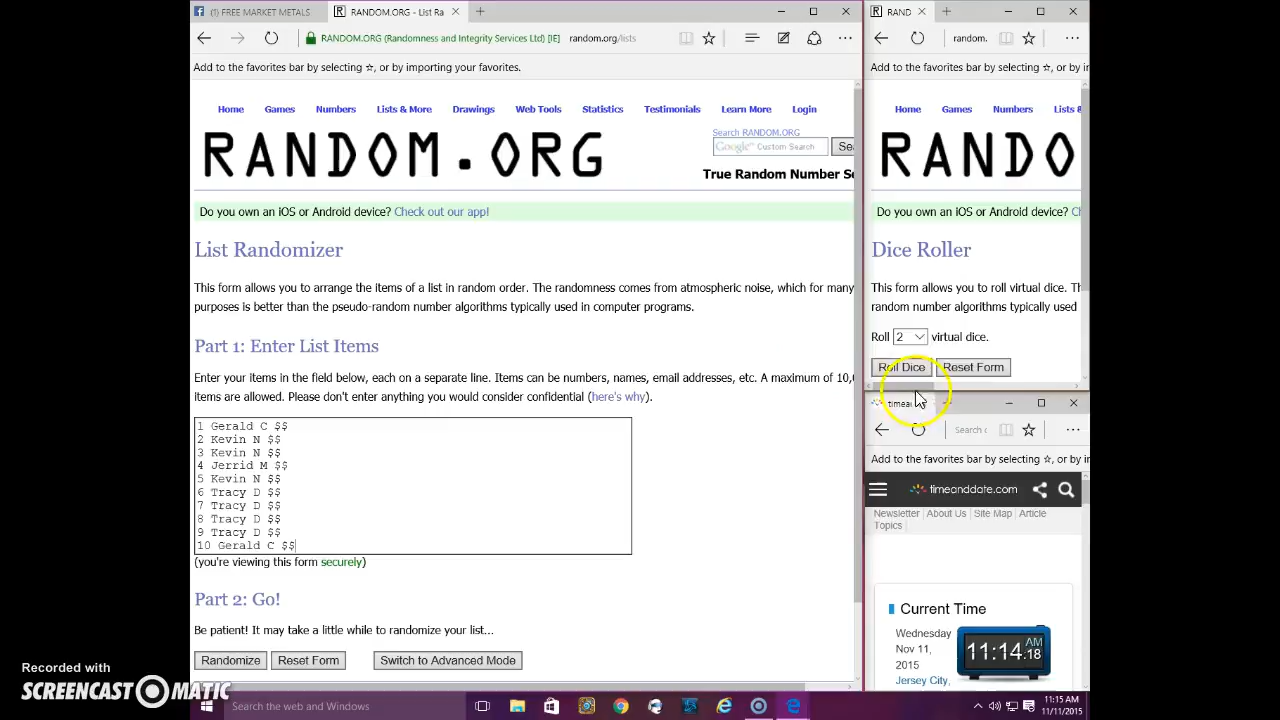 (1) FREE MARKET METALS
RANDOM.ORG - List Ra
RANDOM.ORG (Randomness and Integrity Services Ltd) [IE] random.org/lists
Add to the favorites bar by selecting ☆, or by importing your favorites.
Home Games Numbers Lists & More Drawings Web Tools Statistics Testimonials Learn More Login
RANDOM.ORG
Search RANDOM.ORG
Google™ Custom Search
Sea
True Random Number Se
Do you own an iOS or Android device? Check out our app!
List Randomizer
This form allows you to arrange the items of a list in random order. The randomness comes from atmospheric noise, which for many
purposes is better than the pseudo-random number algorithms typically used in computer programs.
Part 1: Enter List Items
Enter your items in the field below, each on a separate line. Items can be numbers, names, email addresses, etc. A maximum of 10,0
items are allowed. Please don't enter anything you would consider confidential (here's why).
1 Gerald C $$
2 Kevin N $$
3 Kevin N $$
4 Jerrid M $$
5 Kevin N $$
6 Tracy D $$
7 Tracy D $$
8 Tracy D $$
9 Tracy D $$
10 Gerald C $$
(you're viewing this form securely)
Part 2: Go!
Be patient! It may take a little while to randomize your list...
Randomize Reset Form Switch to Advanced Mode
RAND
random.
Add to the favorites bar by selecting ☆, or by importi
Home Games Numbers Lists &
RANDO
Do you own an iOS or Android device? Ch
Dice Roller
This form allows you to roll virtual dice. Th
random number algorithms typically used
Roll 2 virtual dice.
Roll Dice Reset Form
timea
Search o
Add to the favorites bar by selecting ☆, or by im
timeanddate.com
Newsletter About Us Site Map Article
Topics
Current Time
Wednesday
Nov 11,
2015
Jersey City,
AM
11:14.18
Search the web and Windows
11:15 AM
11/11/2015
Recorded with
SCREENCAST MATIC